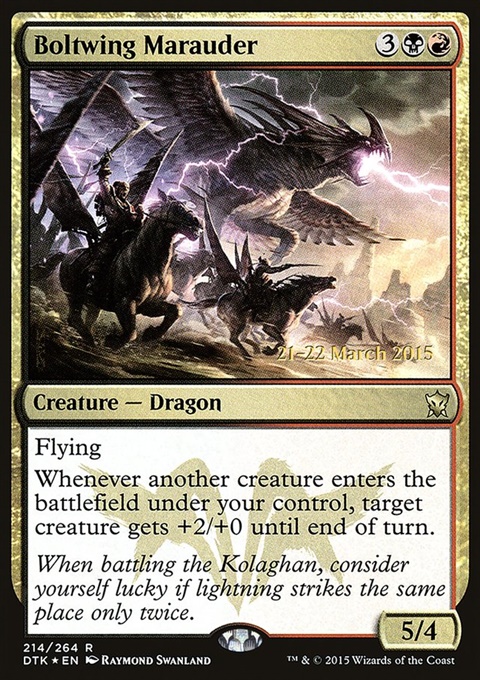 Boltwing Marauder 3
21–22 March 2015
Creature — Dragon
Flying
Whenever another creature enters the
battlefield under your control, target
creature gets +2/+0 until end of turn.
When battling the Kolaghan, consider
yourself lucky if lightning strikes the same
place only twice.
5/4
214/264 R
DTK★EN RAYMOND SWANLAND
™ & © 2015 Wizards of the Coast